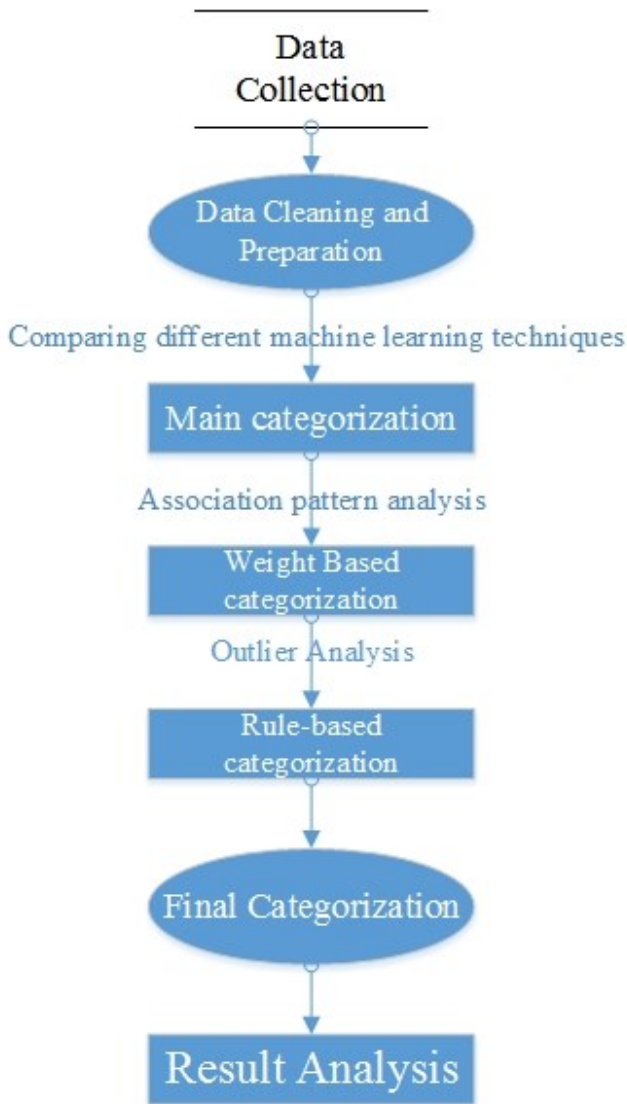 Data
Collection
Data Cleaning and
Preparation
Comparing different machine learning techniques
Main categorization
Association pattern analysis
Weight Based
categorization
Outlier Analysis
Rule-based
categorization
Final Categorization
Result Analysis